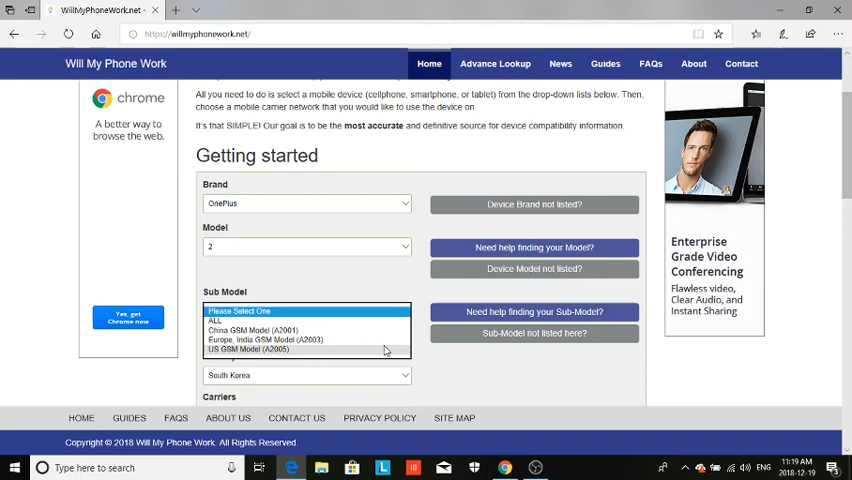 WillMyPhoneWork.net -
https://willmyphonework.net/
Will My Phone Work
Home
Advance Lookup
News
Guides
FAQs
About
Contact
chrome
A better way to
browse the web.
Yes, get
Chrome now
All you need to do is select a mobile device (cellphone, smartphone, or tablet) from the drop-down lists below. Then,
choose a mobile carrier network that you would like to use the device on.
It's that SIMPLE! Our goal is to be the most accurate and definitive source for device compatibility information.
Getting started
Brand
OnePlus
Device Brand not listed?
Model
2
Need help finding your Model?
Device Model not listed?
Sub Model
Please Select One
ALL
China GSM Model (A2001)
Europe, India GSM Model (A2003)
US GSM Model (A2005)
Need help finding your Sub-Model?
Sub-Model not listed here?
South Korea
Carriers
Enterprise
Grade Video
Conferencing
Flawless video,
Clear Audio, and
Instant Sharing
HOME
GUIDES
FAQS
ABOUT US
CONTACT US
PRIVACY POLICY
SITE MAP
Copyright © 2018 Will My Phone Work. All Rights Reserved.
Type here to search
L
ENG
11:19 AM
2018-12-19